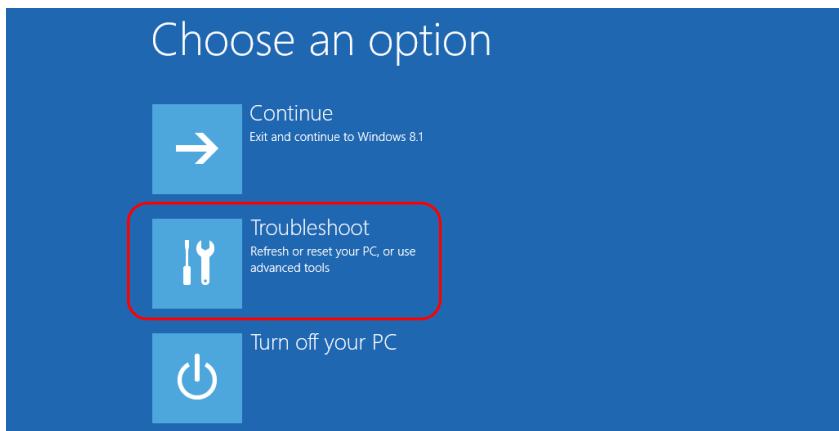 Choose an option
Continue
Exit and continue to Windows 8.1
Troubleshoot
Refresh or reset your PC, or use
advanced tools
Turn off your PC